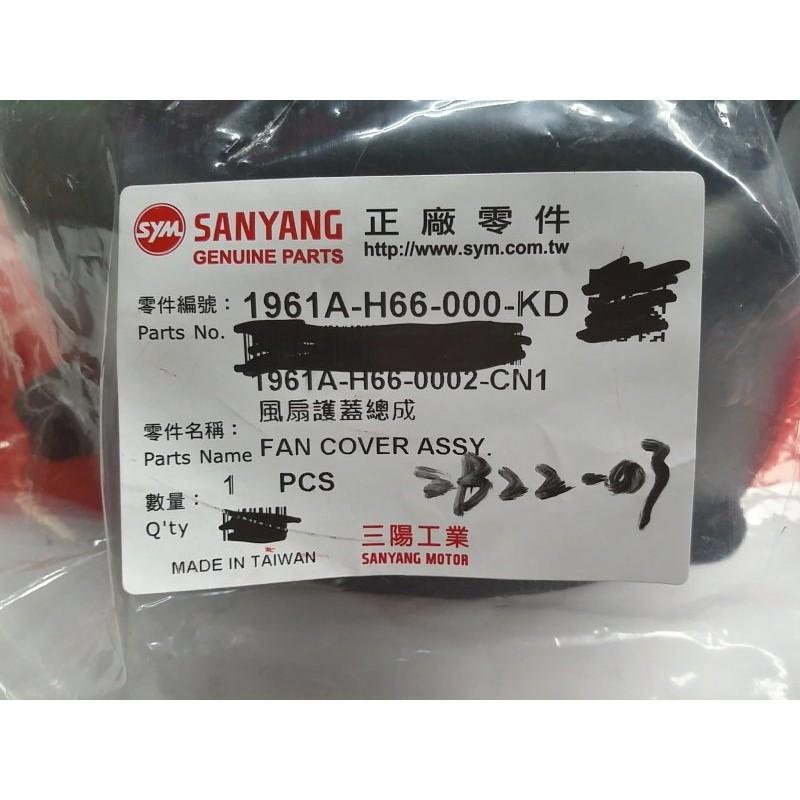 SYM SANYANG 正廠零件
GENUINE PARTS http://www.sym.com.tw
零件編號： 1961A-H66-000-KD
Parts No.
1961A-H66-0002-CN1
風扇護蓋總成
零件名稱：
Parts Name FAN COVER ASSY.
數量： 1 PCS
Q'ty
三陽工業
MADE IN TAIWAN SANYANG MOTOR